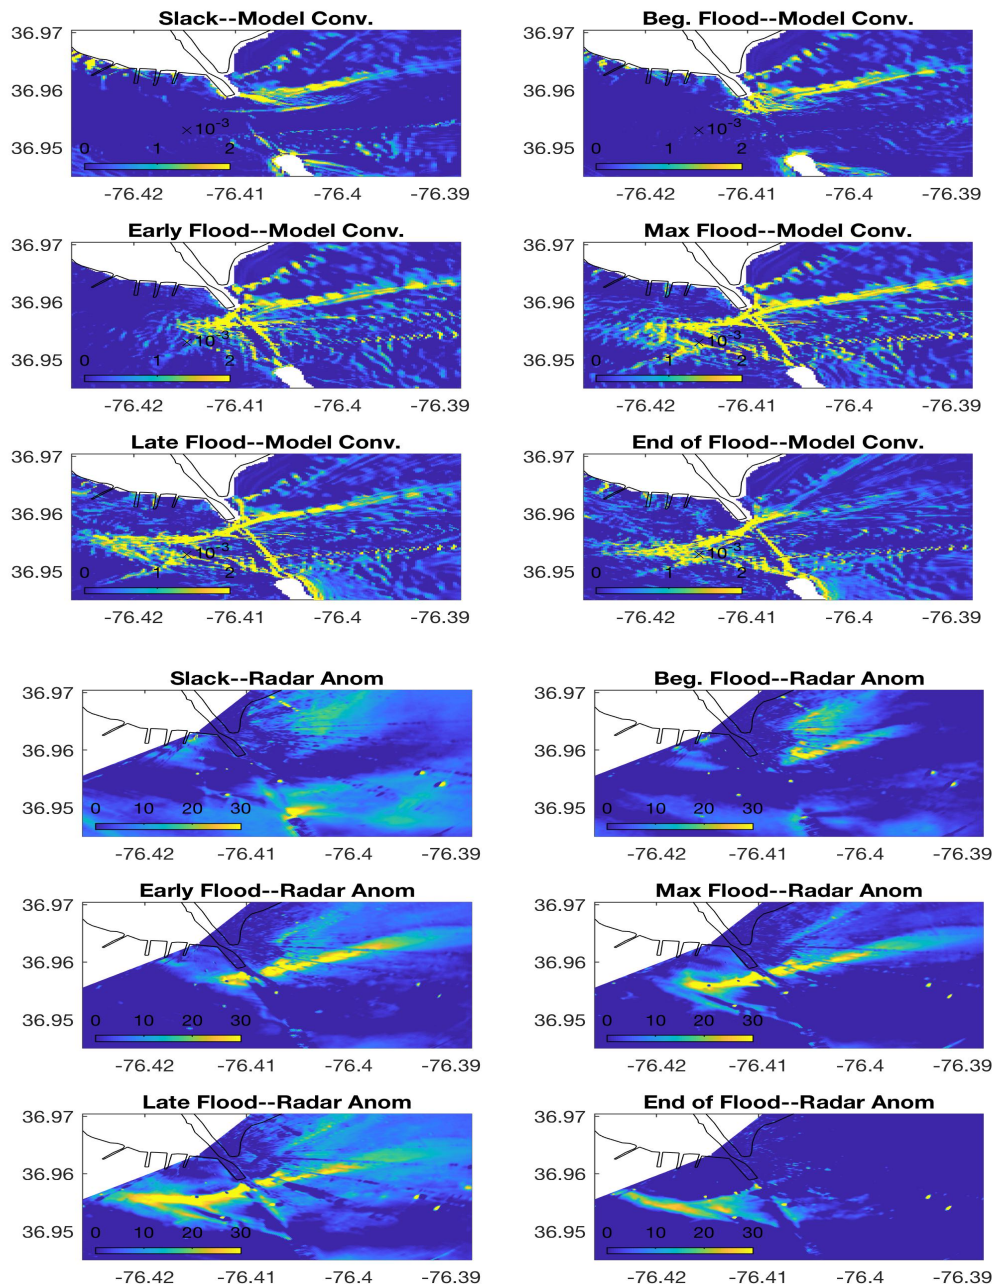 Slack--Model Conv.
Beg. Flood--Model Conv.
36.97
36.96
36.95
× 10⁻³
0 1 2
-76.42 -76.41 -76.4 -76.39
36.97
36.96
36.95
× 10⁻³
0 1 2
-76.42 -76.41 -76.4 -76.39
Early Flood--Model Conv.
Max Flood--Model Conv.
36.97
36.96
36.95
× 10⁻³
0 1 2
-76.42 -76.41 -76.4 -76.39
36.97
36.96
36.95
× 10⁻³
0 1 2
-76.42 -76.41 -76.4 -76.39
Late Flood--Model Conv.
End of Flood--Model Conv.
36.97
36.96
36.95
× 10⁻³
0 1 2
-76.42 -76.41 -76.4 -76.39
36.97
36.96
36.95
× 10⁻³
0 1 2
-76.42 -76.41 -76.4 -76.39
Slack--Radar Anom
Beg. Flood--Radar Anom
36.97
36.96
36.95
0 10 20 30
-76.42 -76.41 -76.4 -76.39
36.97
36.96
36.95
0 10 20 30
-76.42 -76.41 -76.4 -76.39
Early Flood--Radar Anom
Max Flood--Radar Anom
36.97
36.96
36.95
0 10 20 30
-76.42 -76.41 -76.4 -76.39
36.97
36.96
36.95
0 10 20 30
-76.42 -76.41 -76.4 -76.39
Late Flood--Radar Anom
End of Flood--Radar Anom
36.97
36.96
36.95
0 10 20 30
-76.42 -76.41 -76.4 -76.39
36.97
36.96
36.95
0 10 20 30
-76.42 -76.41 -76.4 -76.39